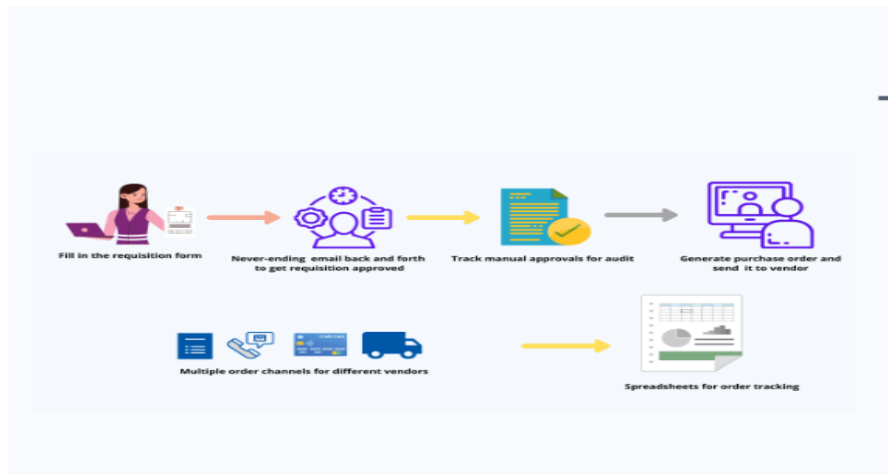 Fill in the requisition form
Never-ending email back and forth
to get requisition approved
Track manual approvals for audit
Generate purchase order and
send it to vendor
Multiple order channels for different vendors
Spreadsheets for order tracking